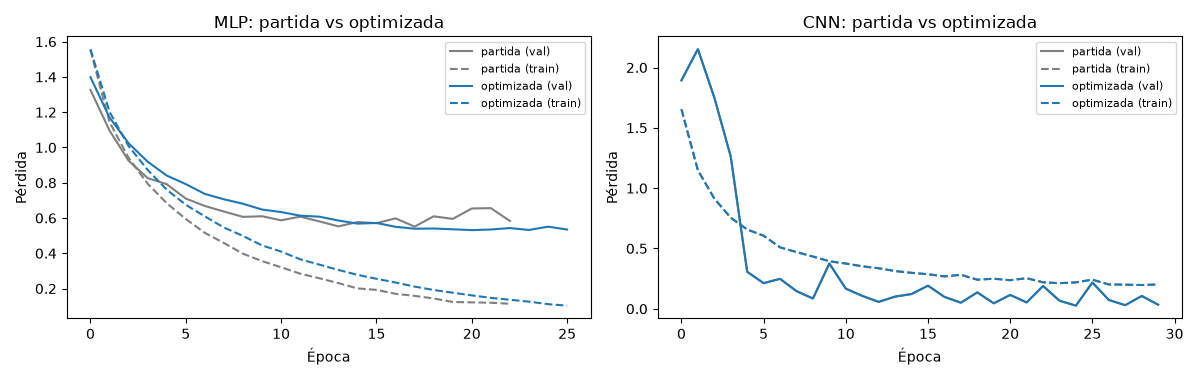 MLP: partida vs optimizada
Pérdida
1.6
1.4
1.2
1.0
0.8
0.6
0.4
0.2
partida (val)
partida (train)
optimizada (val)
optimizada (train)
0 5 10 15 20 25
Época
CNN: partida vs optimizada
Pérdida
2.0
1.5
1.0
0.5
0.0
partida (val)
partida (train)
optimizada (val)
optimizada (train)
0 5 10 15 20 25 30
Época